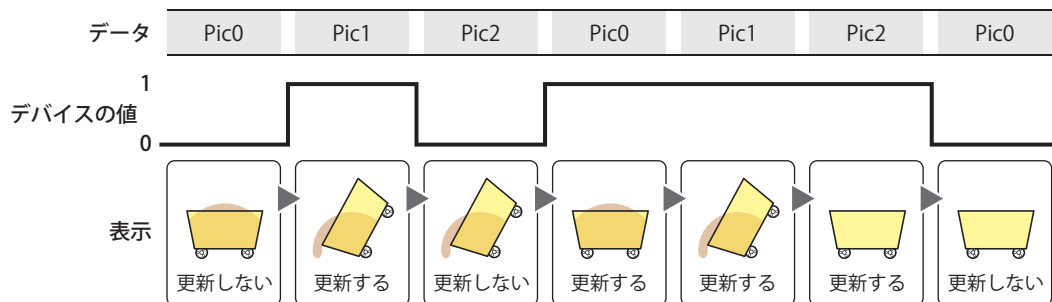 データ Pic0 Pic1 Pic2 Pic0 Pic1 Pic2 Pic0
1
デバイスの値
0
表示
更新しない 更新する 更新しない 更新する 更新する 更新する 更新しない